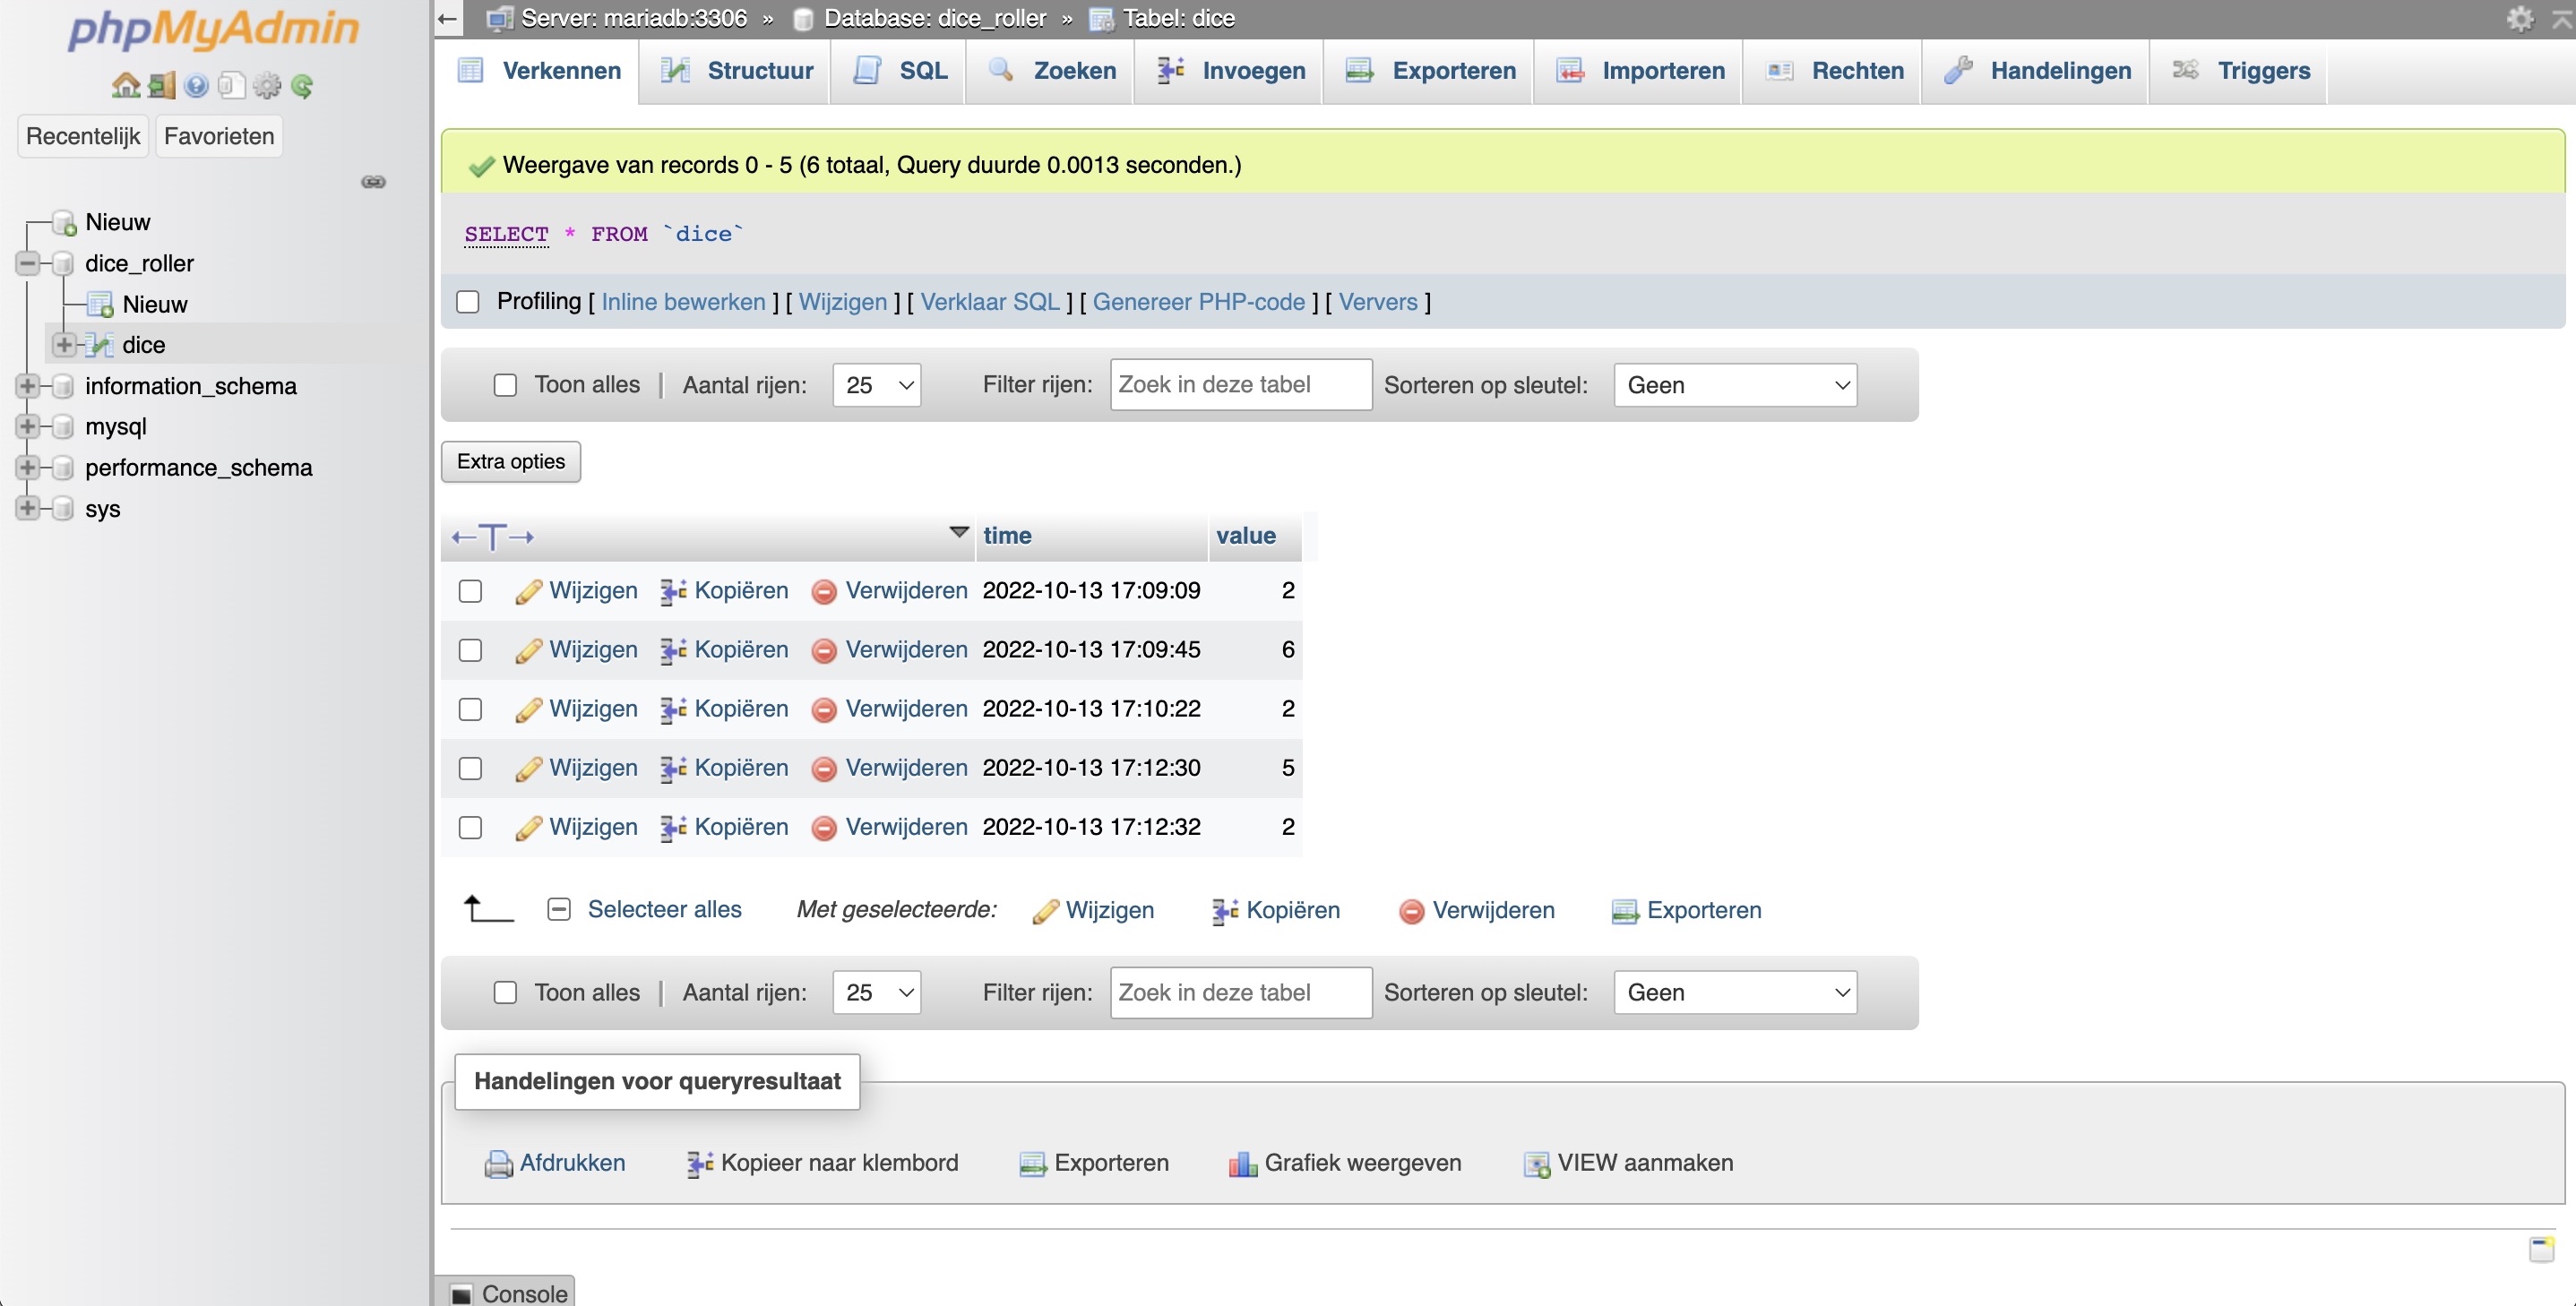 phpMyAdmin
Recentelijk Favorieten
Nieuw
dice_roller
Nieuw
dice
information_schema
mysql
performance_schema
sys
Server: mariadb:3306 » Database: dice_roller » Tabel: dice
Verkennen Structuur SQL Zoeken Invoegen Exporteren Importeren Rechten Handelingen Triggers
Weergave van records 0 - 5 (6 totaal, Query duurde 0.0013 seconden.)
SELECT * FROM `dice`
Profiling [ Inline bewerken ] [ Wijzigen ] [ Verklaar SQL ] [ Genereer PHP-code ] [ Ververs ]
Toon alles | Aantal rijen: 25 Filter rijen: Zoek in deze tabel Sorteren op sleutel: Geen
Extra opties
←T→ time value
Wijzigen Kopiëren Verwijderen 2022-10-13 17:09:09 2
Wijzigen Kopiëren Verwijderen 2022-10-13 17:09:45 6
Wijzigen Kopiëren Verwijderen 2022-10-13 17:10:22 2
Wijzigen Kopiëren Verwijderen 2022-10-13 17:12:30 5
Wijzigen Kopiëren Verwijderen 2022-10-13 17:12:32 2
Selecteer alles Met geselecteerde: Wijzigen Kopiëren Verwijderen Exporteren
Toon alles | Aantal rijen: 25 Filter rijen: Zoek in deze tabel Sorteren op sleutel: Geen
Handelingen voor queryresultaat
Afdrukken Kopieer naar klembord Exporteren Grafiek weergeven VIEW aanmaken
Console